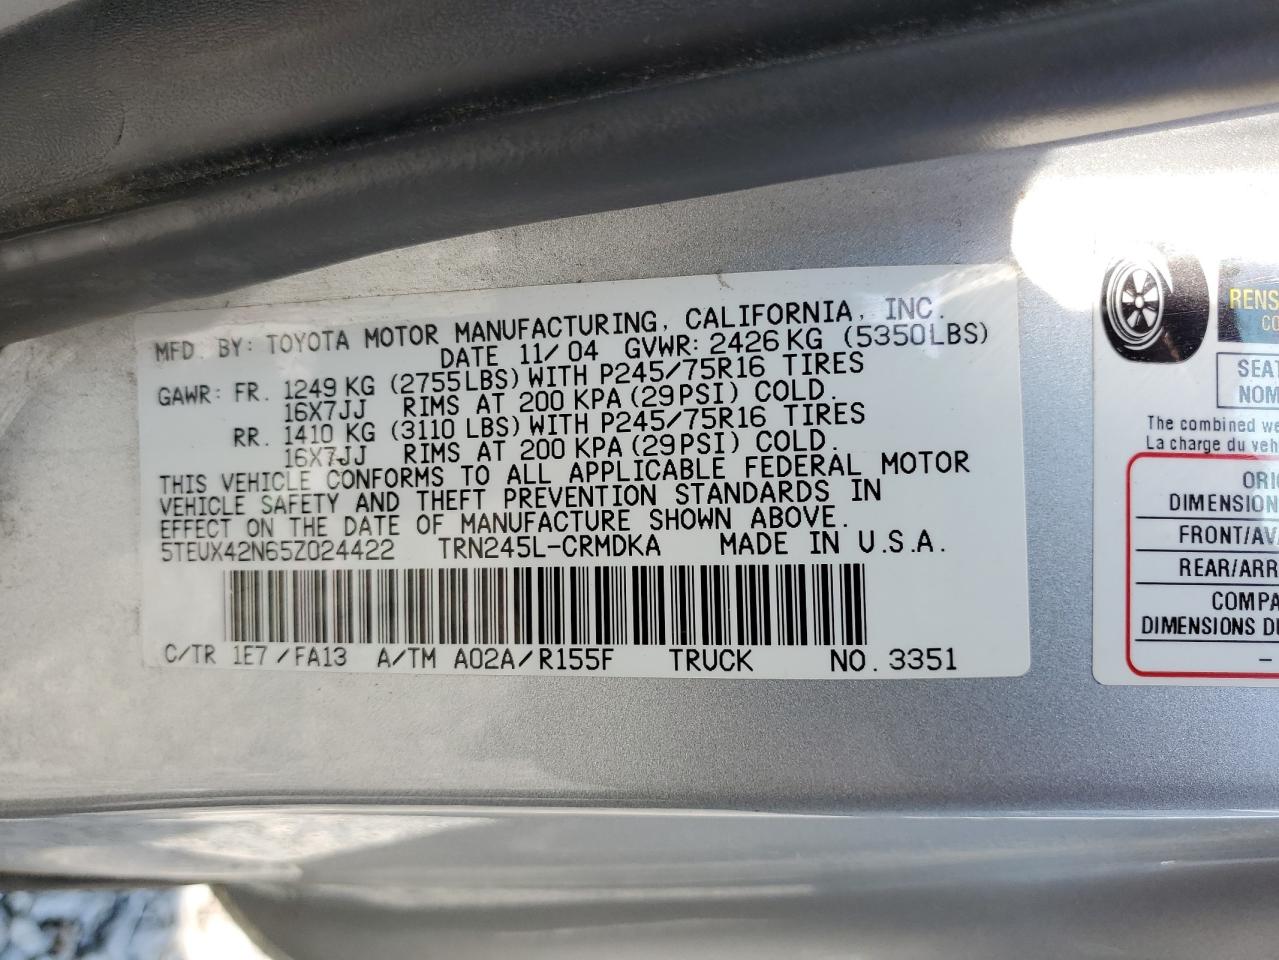 MFD. BY: TOYOTA MOTOR MANUFACTURING, CALIFORNIA, INC.
DATE 11/04 GVWR: 2426 KG (5350LBS)
GAWR: FR. 1249 KG (2755LBS) WITH P245/75R16 TIRES
16X7JJ RIMS AT 200 KPA (29PSI) COLD.
RR. 1410 KG (3110 LBS) WITH P245/75R16 TIRES
16X7JJ RIMS AT 200 KPA (29PSI) COLD.
THIS VEHICLE CONFORMS TO ALL APPLICABLE FEDERAL MOTOR
VEHICLE SAFETY AND THEFT PREVENTION STANDARDS IN
EFFECT ON THE DATE OF MANUFACTURE SHOWN ABOVE.
5TEUX42N65Z024422 TRN245L-CRMDKA MADE IN U.S.A.
C/TR 1E7/FA13 A/TM A02A/R155F TRUCK NO. 3351
RENS
CO
SEAT
NOM
The combined we
La charge du veh
ORIG
DIMENSION
FRONT/AVA
REAR/ARR
COMPA
DIMENSIONS DU
–